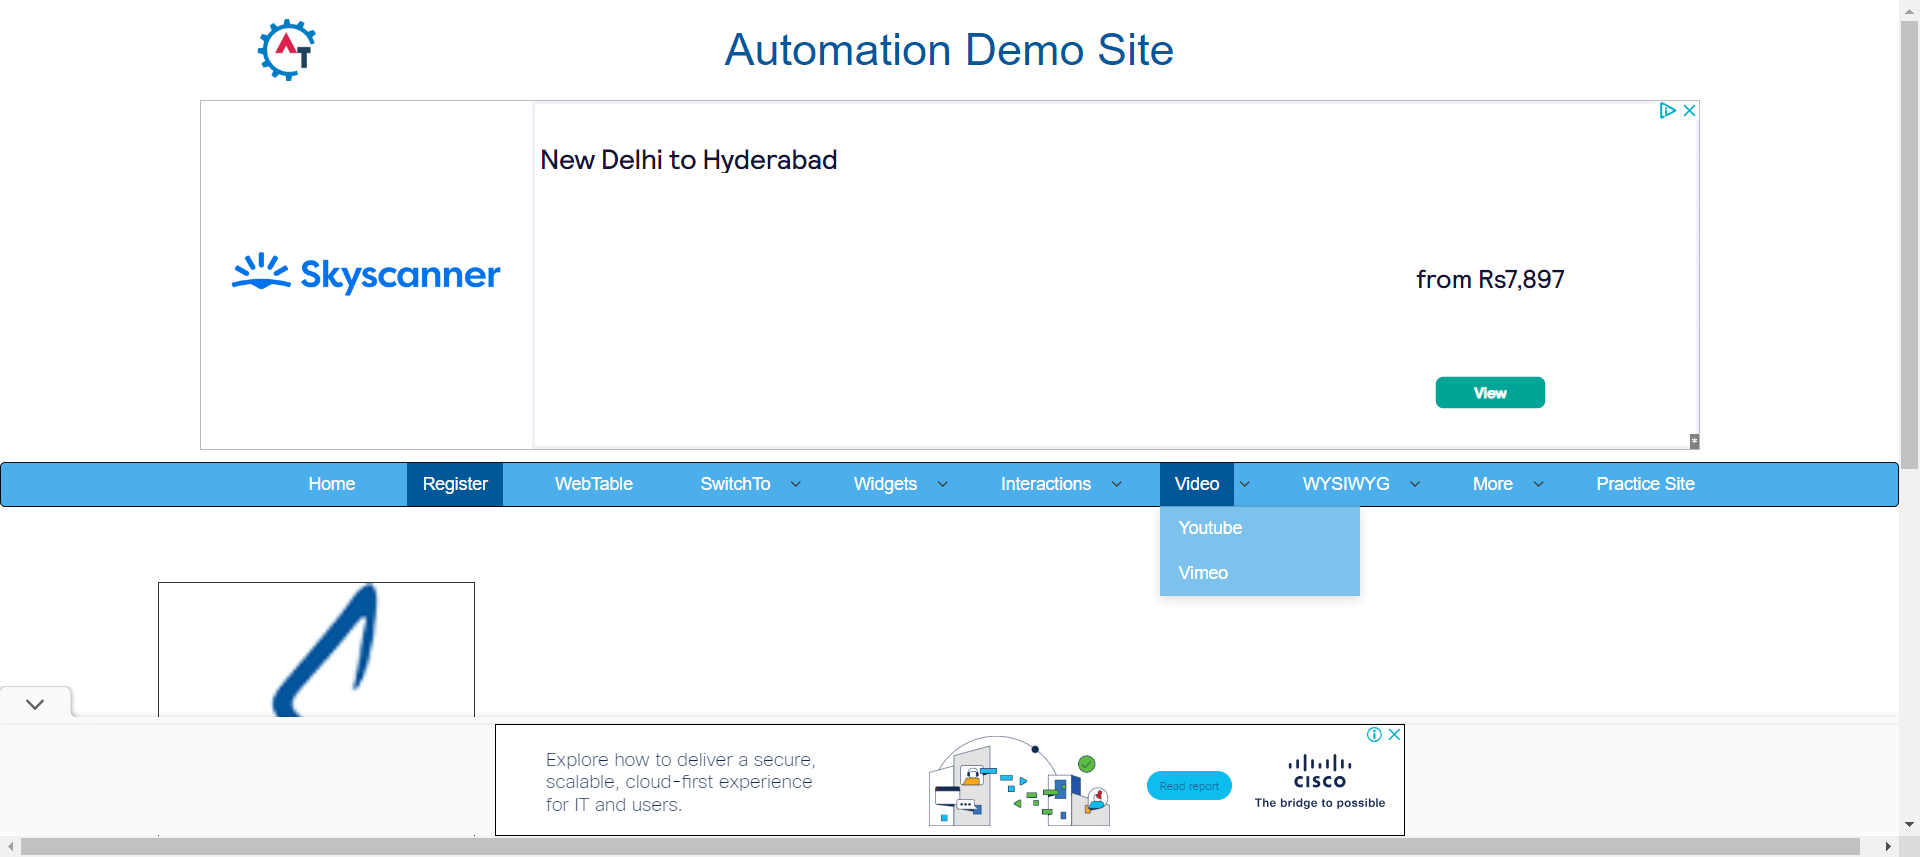 AT
Automation Demo Site
New Delhi to Hyderabad
Skyscanner
from Rs7,897
View
Home Register WebTable SwitchTo Widgets Interactions Video WYSIWYG More Practice Site
Youtube
Vimeo
Explore how to deliver a secure,
scalable, cloud-first experience
for IT and users.
Read report
CISCO
The bridge to possible